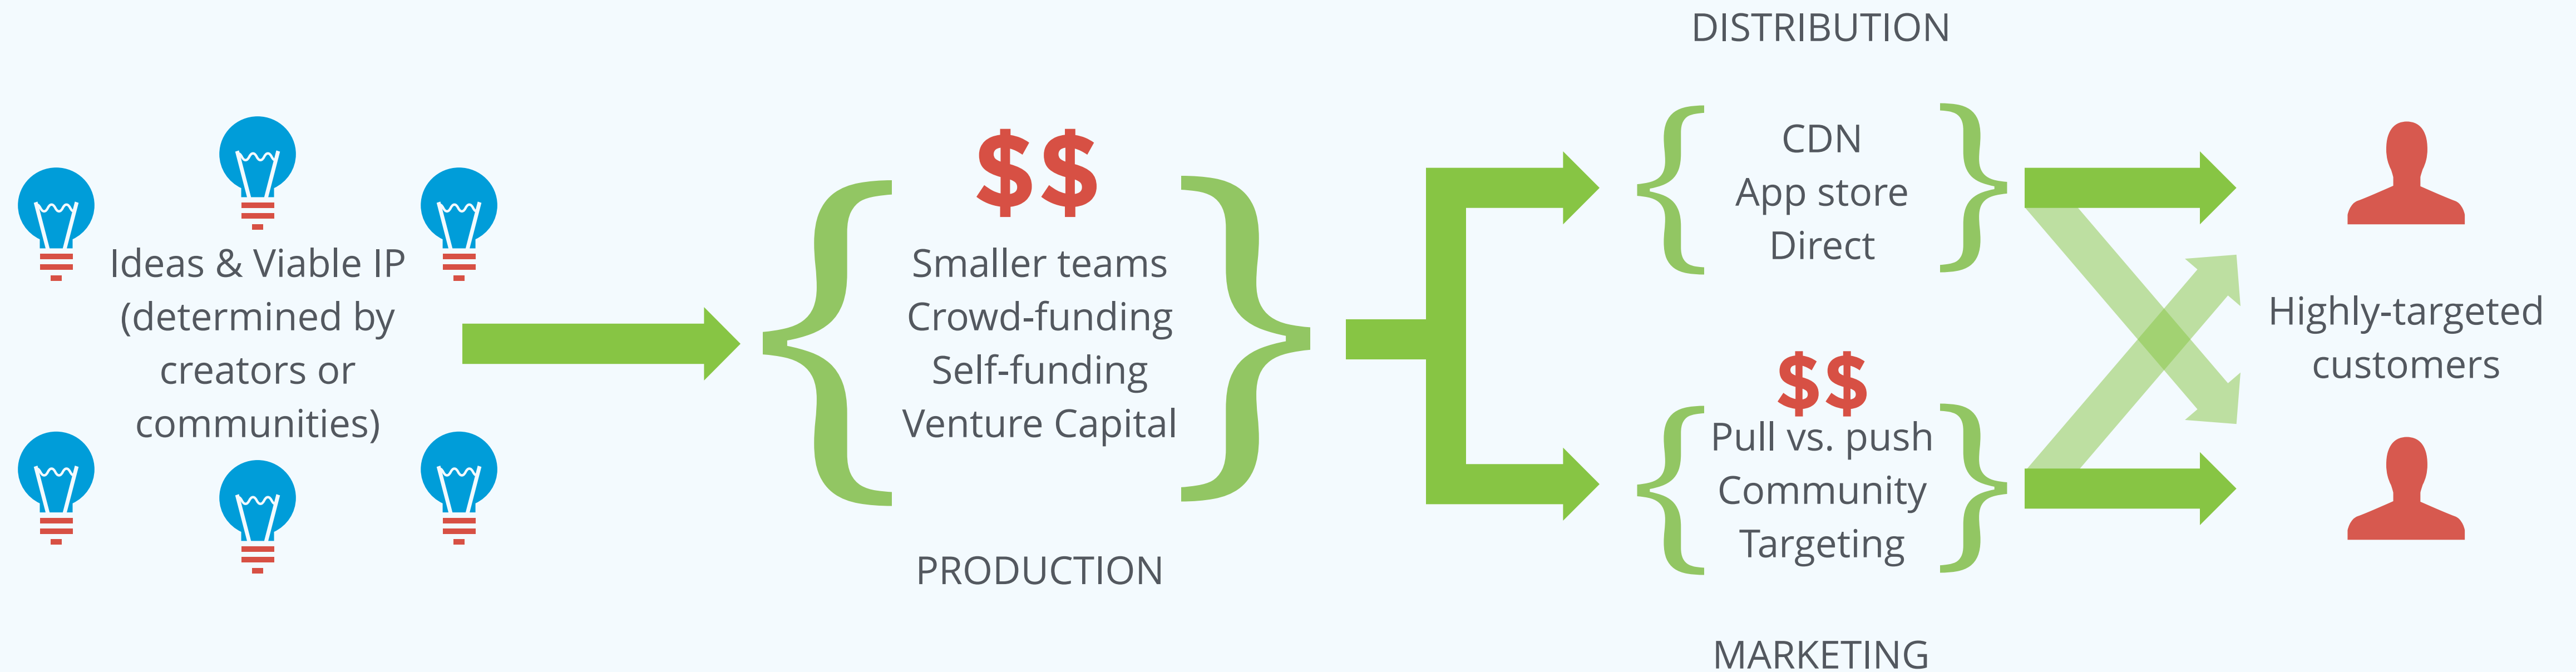 Ideas & Viable IP
(determined by
creators or
communities)
$$
Smaller teams
Crowd-funding
Self-funding
Venture Capital
PRODUCTION
DISTRIBUTION
CDN
App store
Direct
$$
Pull vs. push
Community
Targeting
MARKETING
Highly-targeted
customers